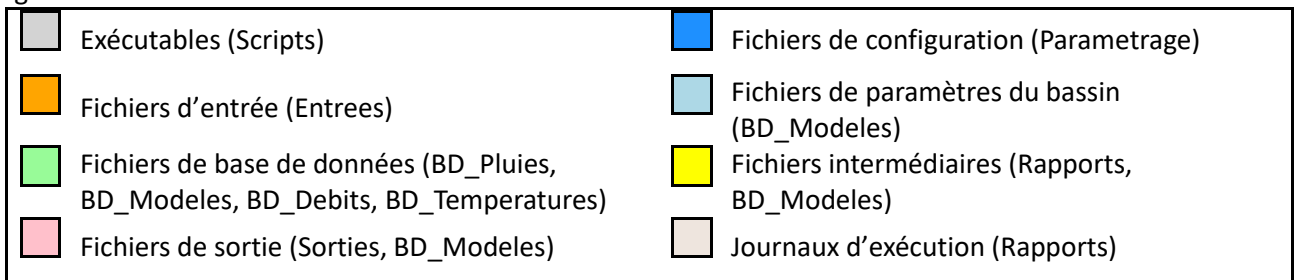 Exécutables (Scripts)
Fichiers d’entrée (Entrees)
Fichiers de base de données (BD_Pluies,
BD_Modeles, BD_Debits, BD_Temperatures)
Fichiers de sortie (Sorties, BD_Modeles)
Fichiers de configuration (Parametrage)
Fichiers de paramètres du bassin
(BD_Modeles)
Fichiers intermédiaires (Rapports,
BD_Modeles)
Journaux d’exécution (Rapports)